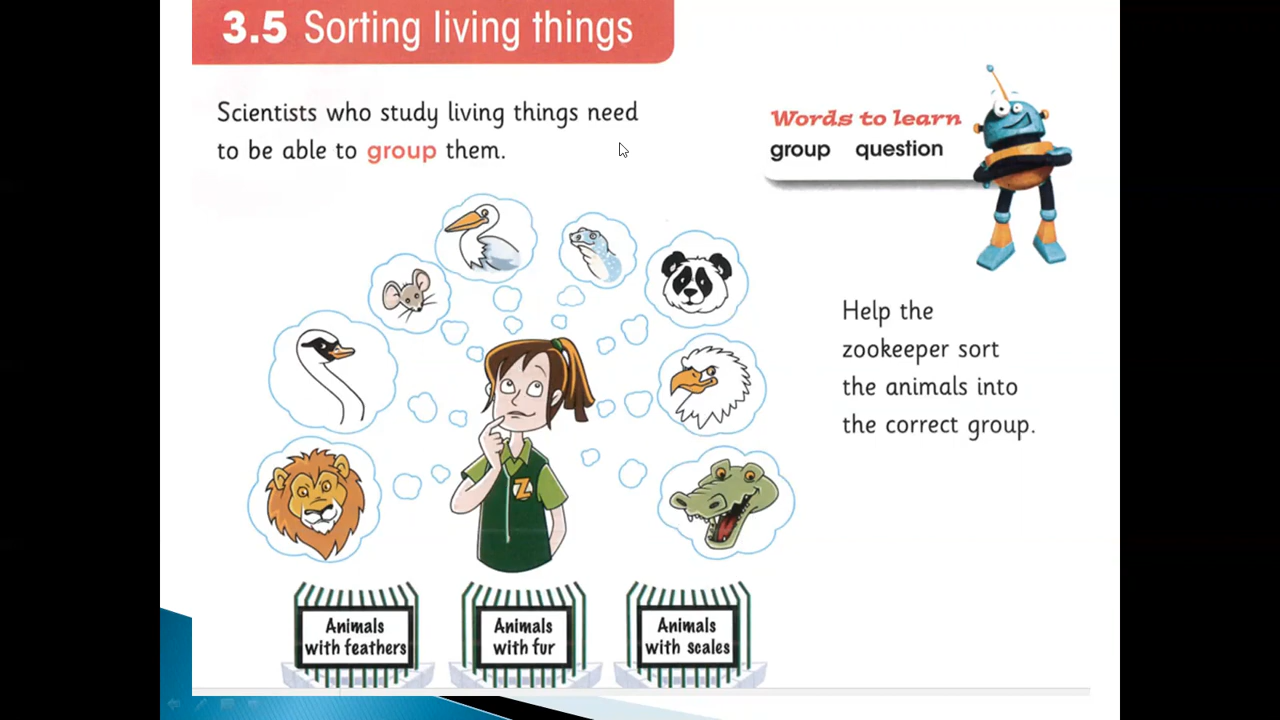 3.5 Sorting living things
Scientists who study living things need
to be able to group them.
Words to learn
group question
Help the
zookeeper sort
the animals into
the correct group.
Z
Animals
with feathers
Animals
with fur
Animals
with scales